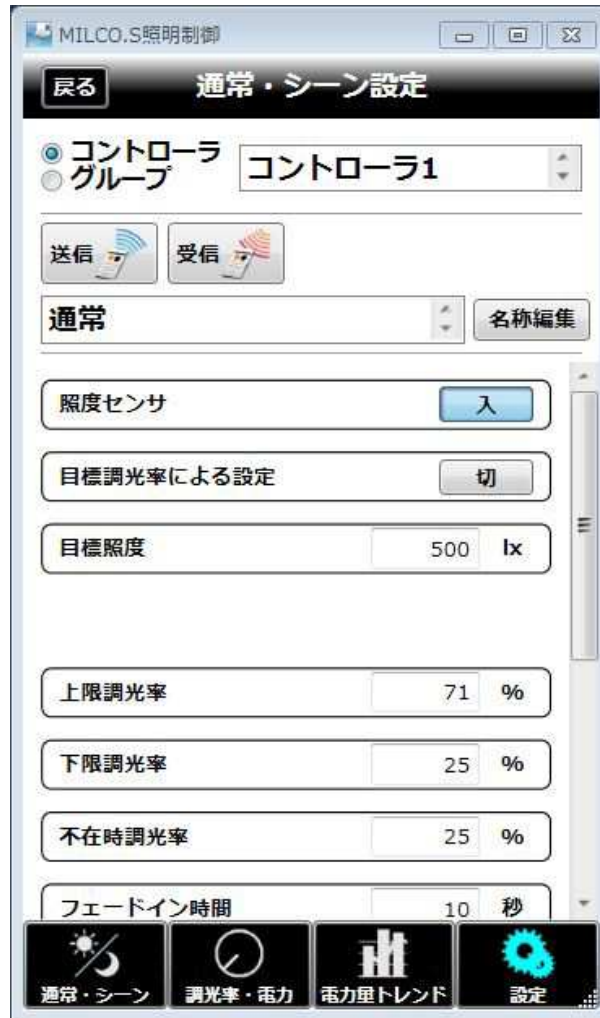 MILCO.S照明制御
戻る 通常・シーン設定
コントローラ
グループ
コントローラ1
送信 受信
通常 名称編集
照度センサ 入
目標調光率による設定 切
目標照度 500 lx
上限調光率 71 %
下限調光率 25 %
不在時調光率 25 %
フェードイン時間 10 秒
通常・シーン 調光率・電力 電力量トレンド 設定